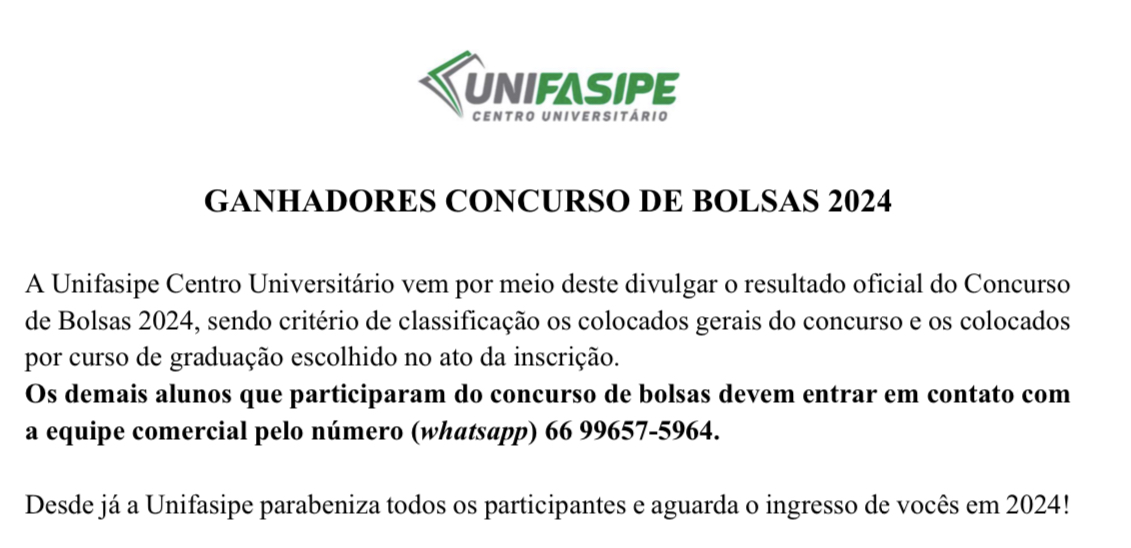 UNIFASIPE
CENTRO UNIVERSITÁRIO
GANHADORES CONCURSO DE BOLSAS 2024
A Unifasipe Centro Universitário vem por meio deste divulgar o resultado oficial do Concurso
de Bolsas 2024, sendo critério de classificação os colocados gerais do concurso e os colocados
por curso de graduação escolhido no ato da inscrição.
Os demais alunos que participaram do concurso de bolsas devem entrar em contato com
a equipe comercial pelo número (whatsapp) 66 99657-5964.
Desde já a Unifasipe parabeniza todos os participantes e aguarda o ingresso de vocês em 2024!